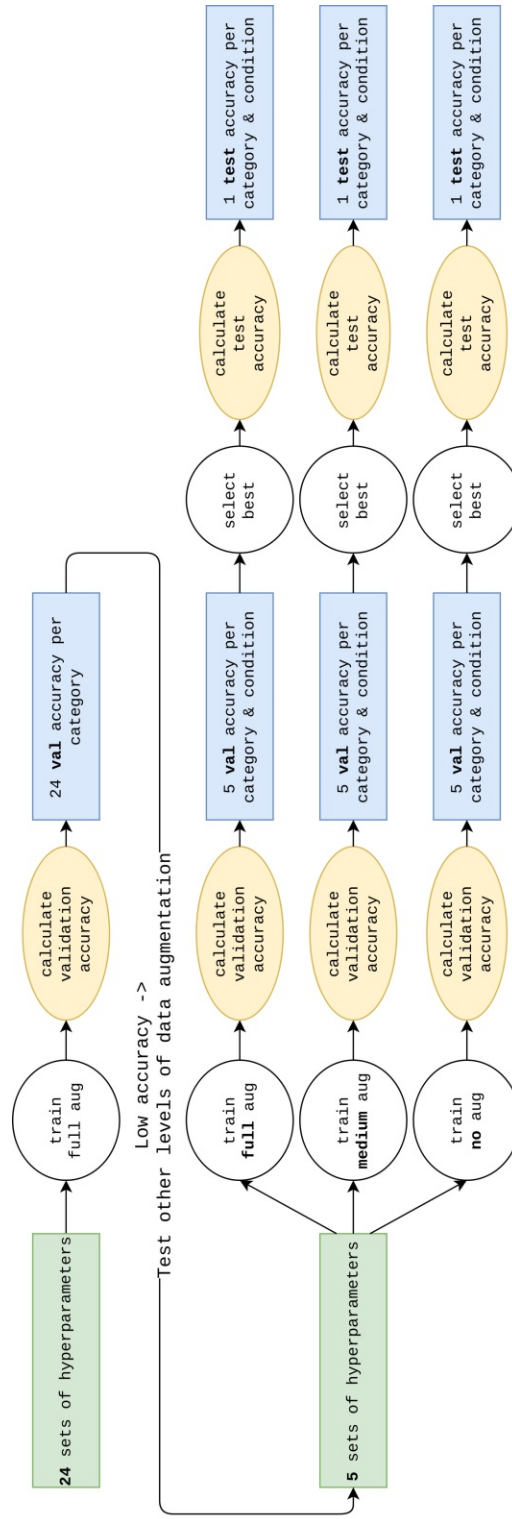 24 sets of hyperparameters
train
full aug
calculate
validation
accuracy
24 val accuracy per
category
Low accuracy ->
Test other levels of data augmentation
5 sets of hyperparameters
train
full aug
calculate
validation
accuracy
5 val accuracy per
category & condition
select
best
calculate
test
accuracy
1 test accuracy per
category & condition
train
medium aug
calculate
validation
accuracy
5 val accuracy per
category & condition
select
best
calculate
test
accuracy
1 test accuracy per
category & condition
train
no aug
calculate
validation
accuracy
5 val accuracy per
category & condition
select
best
calculate
test
accuracy
1 test accuracy per
category & condition